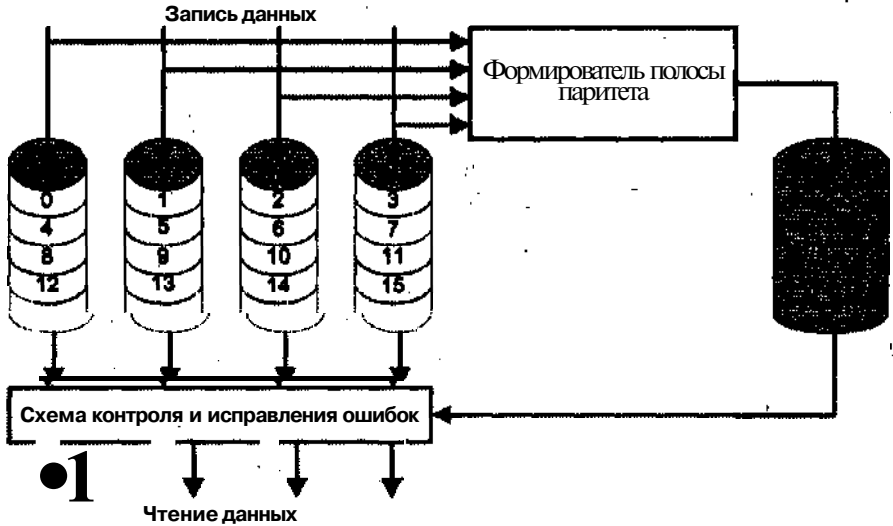 Запись данных
Формирователь полосы
паритета
0 1 2 3
4 5 6 7
8 9 10 11
12 13 14 15
Схема контроля и исправления ошибок
•1
Чтение данных